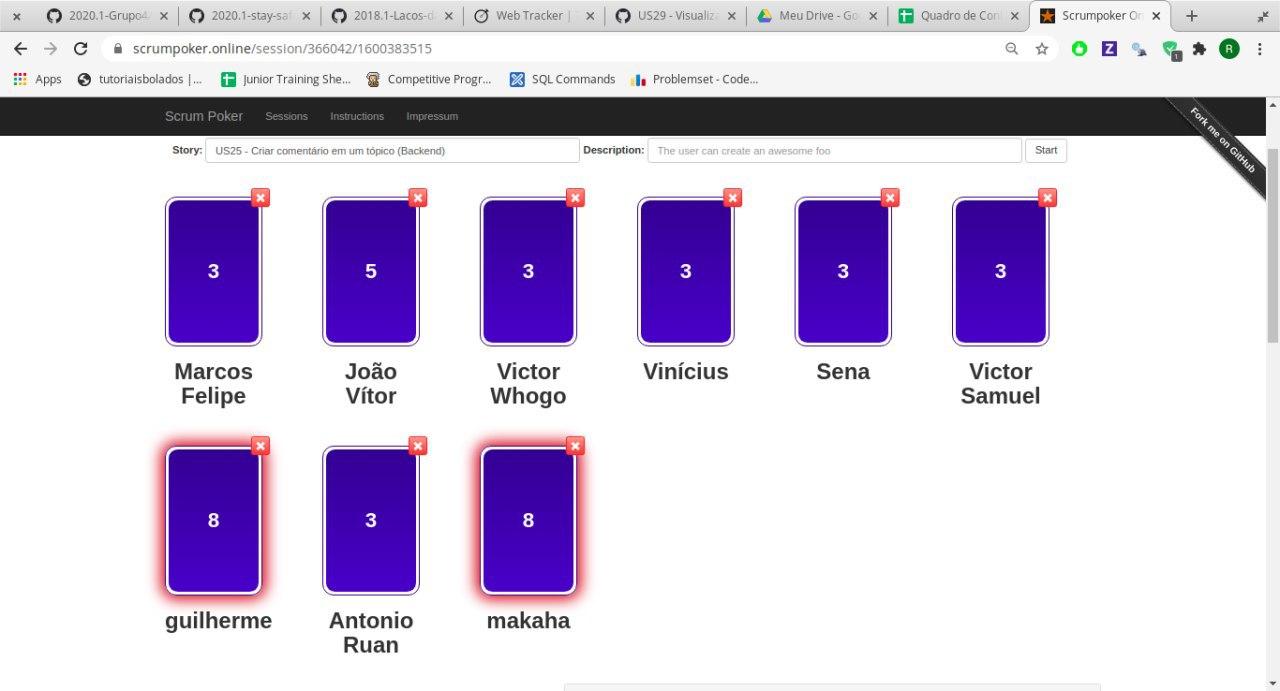 2020.1-Grupo4
2020.1-stay-saf
2018.1-Lacos-d
Web Tracker | T
US29 - Visualiza
Meu Drive - Goo
Quadro de Con
Scrumpoker On
scrumpoker.online/session/366042/1600383515
R
Apps
tutoriaisbolados |...
Junior Training She...
Competitive Progr...
SQL Commands
Problemset - Code...
Scrum Poker
Sessions
Instructions
Impressum
Fork me on GitHub
Story: US25 - Criar comentário em um tópico (Backend) Description: The user can create an awesome foo Start
3
5
3
3
3
3
Marcos
Felipe
João
Vítor
Victor
Whogo
Vinícius
Sena
Victor
Samuel
8
3
8
guilherme
Antonio
Ruan
makaha